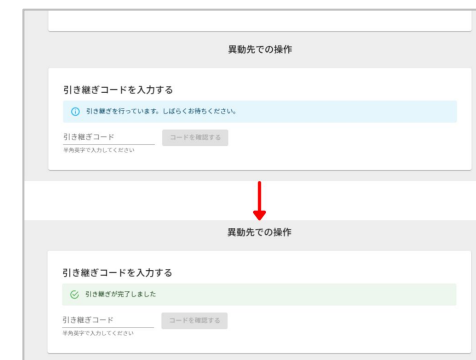 異動先での操作
引き継ぎコードを入力する
引き継ぎを行っています。しばらくお待ちください。
引き継ぎコード コードを確認する
半角英字で入力してください
異動先での操作
引き継ぎコードを入力する
引き継ぎが完了しました
引き継ぎコード コードを確認する
半角英字で入力してください